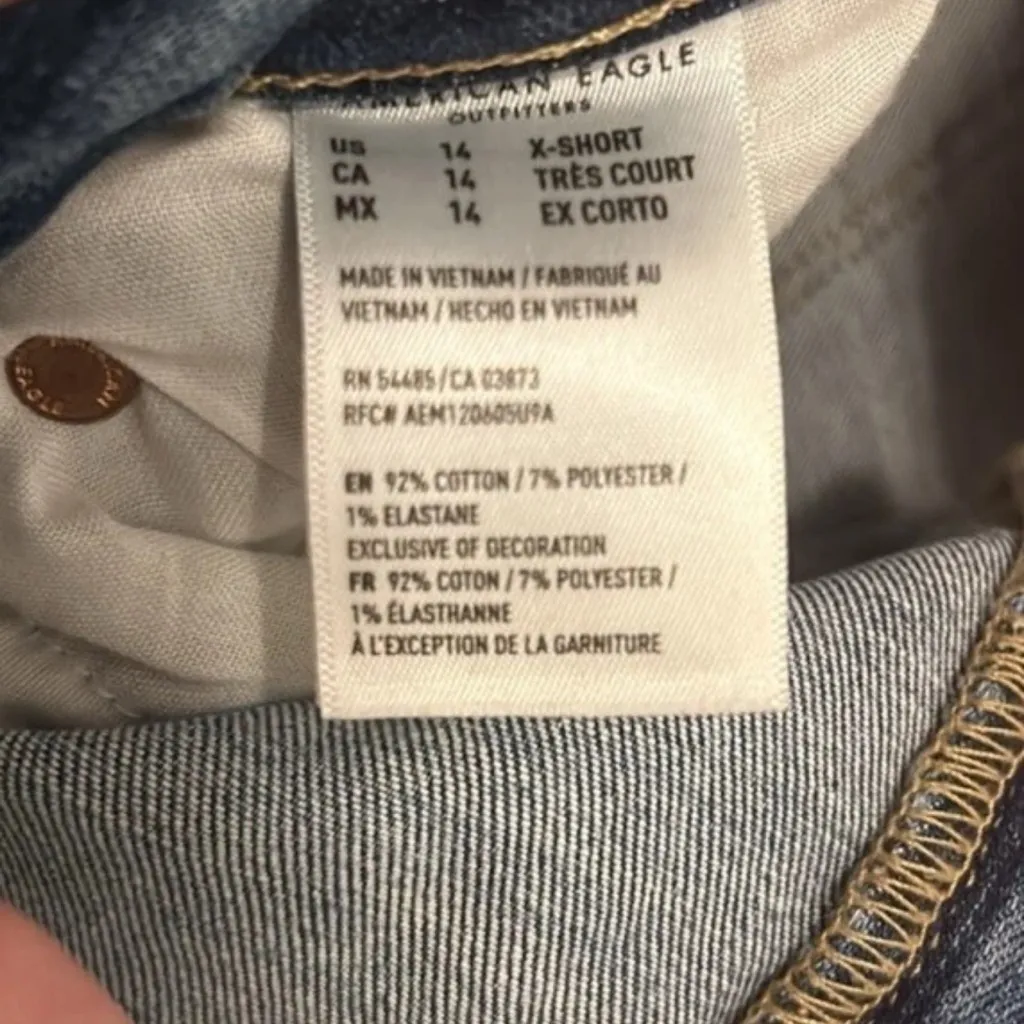 AMERICAN EAGLE
OUTFITTERS
US 14 X-SHORT
CA 14 TRÈS COURT
MX 14 EX CORTO
MADE IN VIETNAM / FABRIQUÉ AU
VIETNAM / HECHO EN VIETNAM
RN 54485/CA 03873
RFC# AEM120605U9A
EN 92% COTTON / 7% POLYESTER /
1% ELASTANE
EXCLUSIVE OF DECORATION
FR 92% COTON / 7% POLYESTER /
1% ÉLASTHANNE
À L'EXCEPTION DE LA GARNITURE
EAGLE